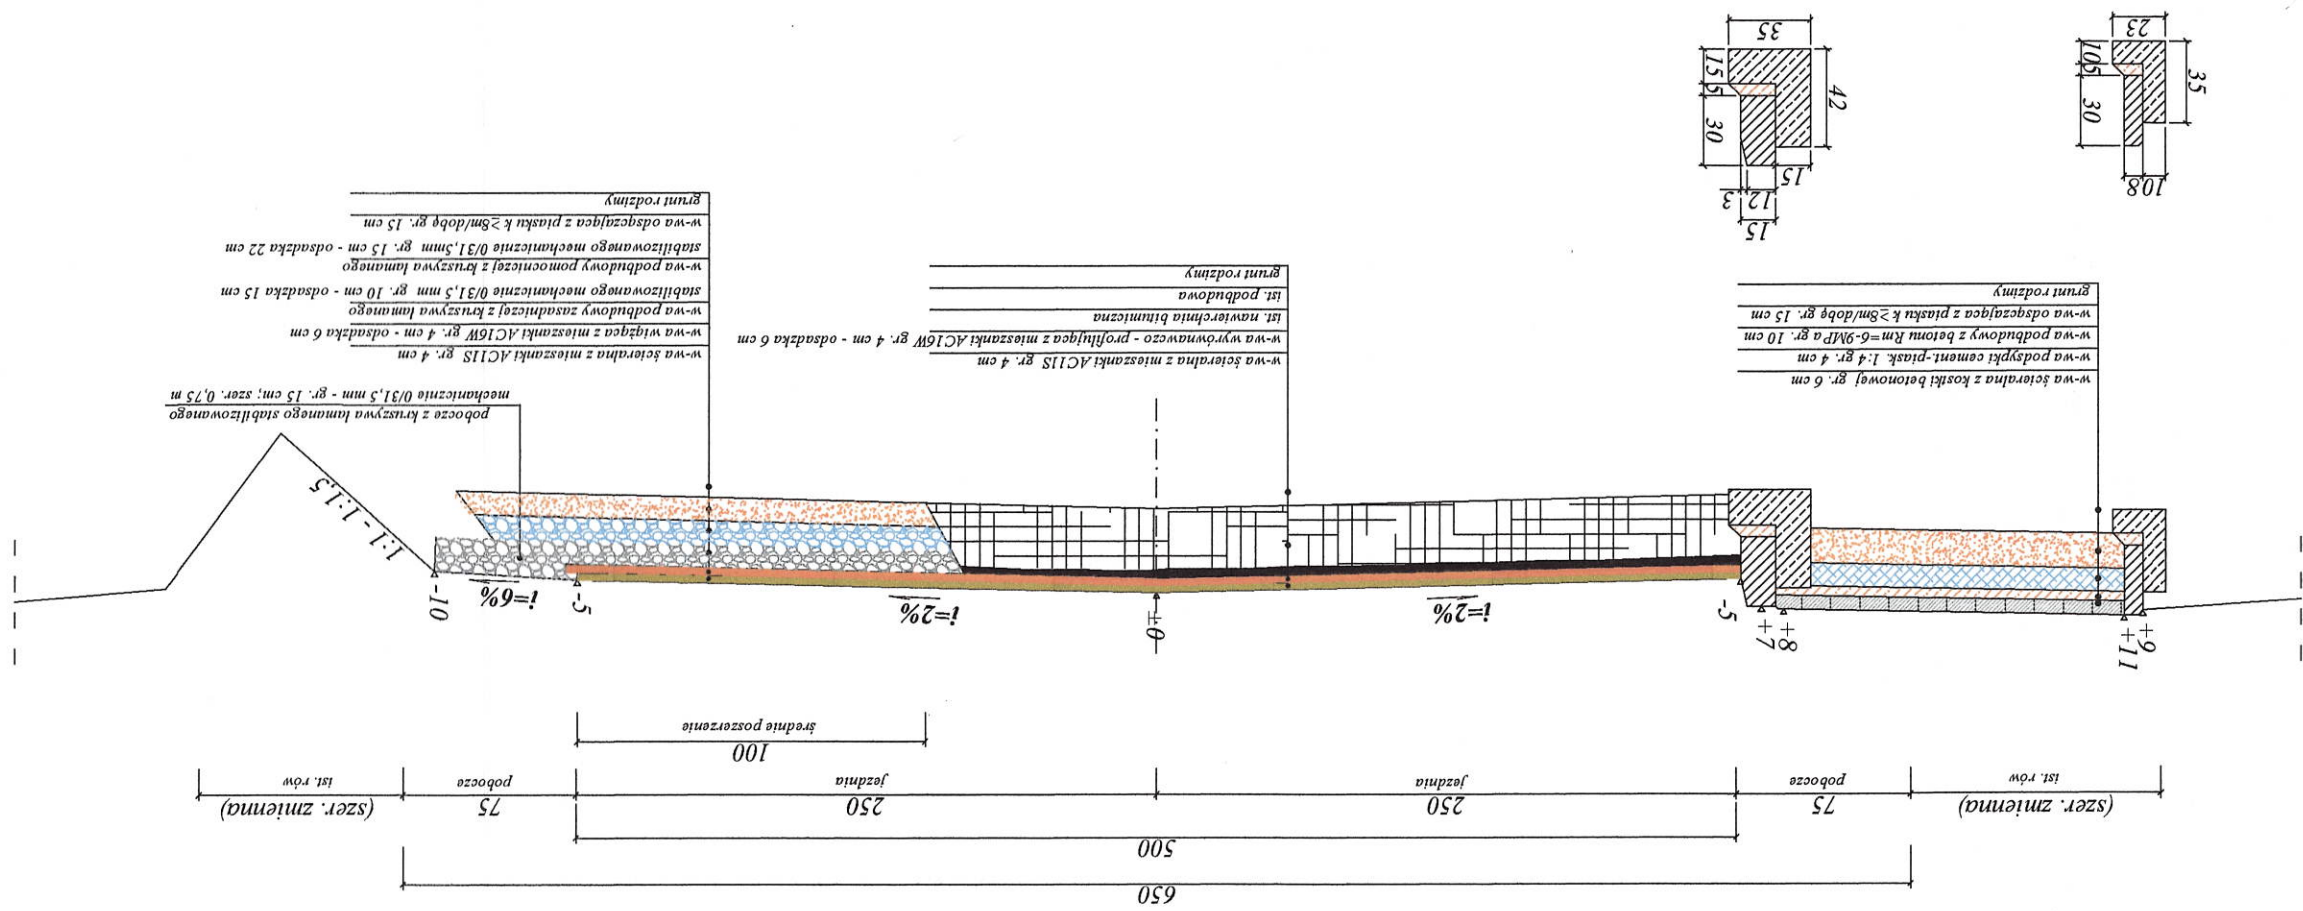 650
500
(szer. zmienna)
75
250
250
75
(szer. zmienna)
ist. rów
pobocze
jezdnia
jezdnia
pobocze
ist. rów
100
średnie poszerzenie
+9
+11
+8
+7
-5
i=2%
±0
i=2%
-5
i=6%
-10
1:1 - 1:1,5
w-wa ścieralna z kostki betonowej gr. 6 cm
w-wa podsypki cement.-piask. 1:4 gr. 4 cm
w-wa podbudowy z betonu Rm=6-9MPa gr. 10 cm
w-wa odsączająca z piasku k ≥8m/dobę gr. 15 cm
grunt rodzimy
w-wa ścieralna z mieszanki AC11S gr. 4 cm
w-wa wyrównawczo - profilująca z mieszanki AC16W gr. 4 cm - odsadzka 6 cm
ist. nawierzchnia bitumiczna
ist. podbudowa
grunt rodzimy
pobocze z kruszywa łamanego stabilizowanego
mechanicznie 0/31,5 mm - gr. 15 cm; szer. 0,75 m
w-wa ścieralna z mieszanki AC11S gr. 4 cm
w-wa wiążąca z mieszanki AC16W gr. 4 cm - odsadzka 6 cm
w-wa podbudowy zasadniczej z kruszywa łamanego
stabilizowanego mechanicznie 0/31,5 mm gr. 10 cm - odsadzka 15 cm
w-wa podbudowy pomocniczej z kruszywa łamanego
stabilizowanego mechanicznie 0/31,5mm gr. 15 cm - odsadzka 22 cm
w-wa odsączająca z piasku k ≥8m/dobę gr. 15 cm
grunt rodzimy
10
8
30
35
5
10
23
15
12
3
15
30
42
5
15
35